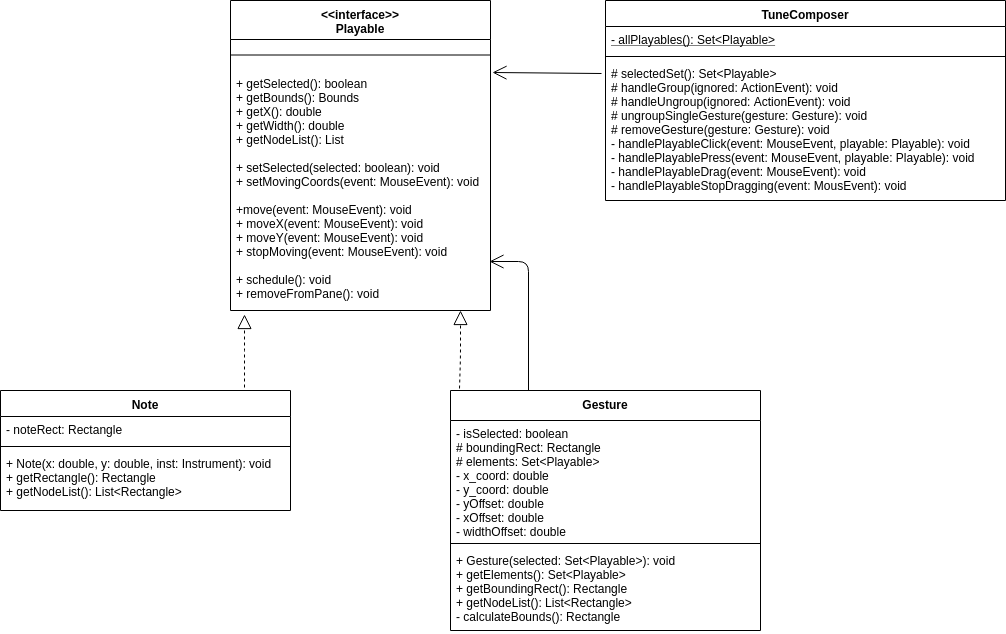 <<interface>>
Playable
+ getSelected(): boolean
+ getBounds(): Bounds
+ getX(): double
+ getWidth(): double
+ getNodeList(): List
+ setSelected(selected: boolean): void
+ setMovingCoords(event: MouseEvent): void
+move(event: MouseEvent): void
+ moveX(event: MouseEvent): void
+ moveY(event: MouseEvent): void
+ stopMoving(event: MouseEvent): void
+ schedule(): void
+ removeFromPane(): void
TuneComposer
- allPlayables(): Set<Playable>
# selectedSet(): Set<Playable>
# handleGroup(ignored: ActionEvent): void
# handleUngroup(ignored: ActionEvent): void
# ungroupSingleGesture(gesture: Gesture): void
# removeGesture(gesture: Gesture): void
- handlePlayableClick(event: MouseEvent, playable: Playable): void
- handlePlayablePress(event: MouseEvent, playable: Playable): void
- handlePlayableDrag(event: MouseEvent): void
- handlePlayableStopDragging(event: MousEvent): void
Note
- noteRect: Rectangle
+ Note(x: double, y: double, inst: Instrument): void
+ getRectangle(): Rectangle
+ getNodeList(): List<Rectangle>
Gesture
- isSelected: boolean
# boundingRect: Rectangle
# elements: Set<Playable>
- x_coord: double
- y_coord: double
- yOffset: double
- xOffset: double
- widthOffset: double
+ Gesture(selected: Set<Playable>): void
+ getElements(): Set<Playable>
+ getBoundingRect(): Rectangle
+ getNodeList(): List<Rectangle>
- calculateBounds(): Rectangle